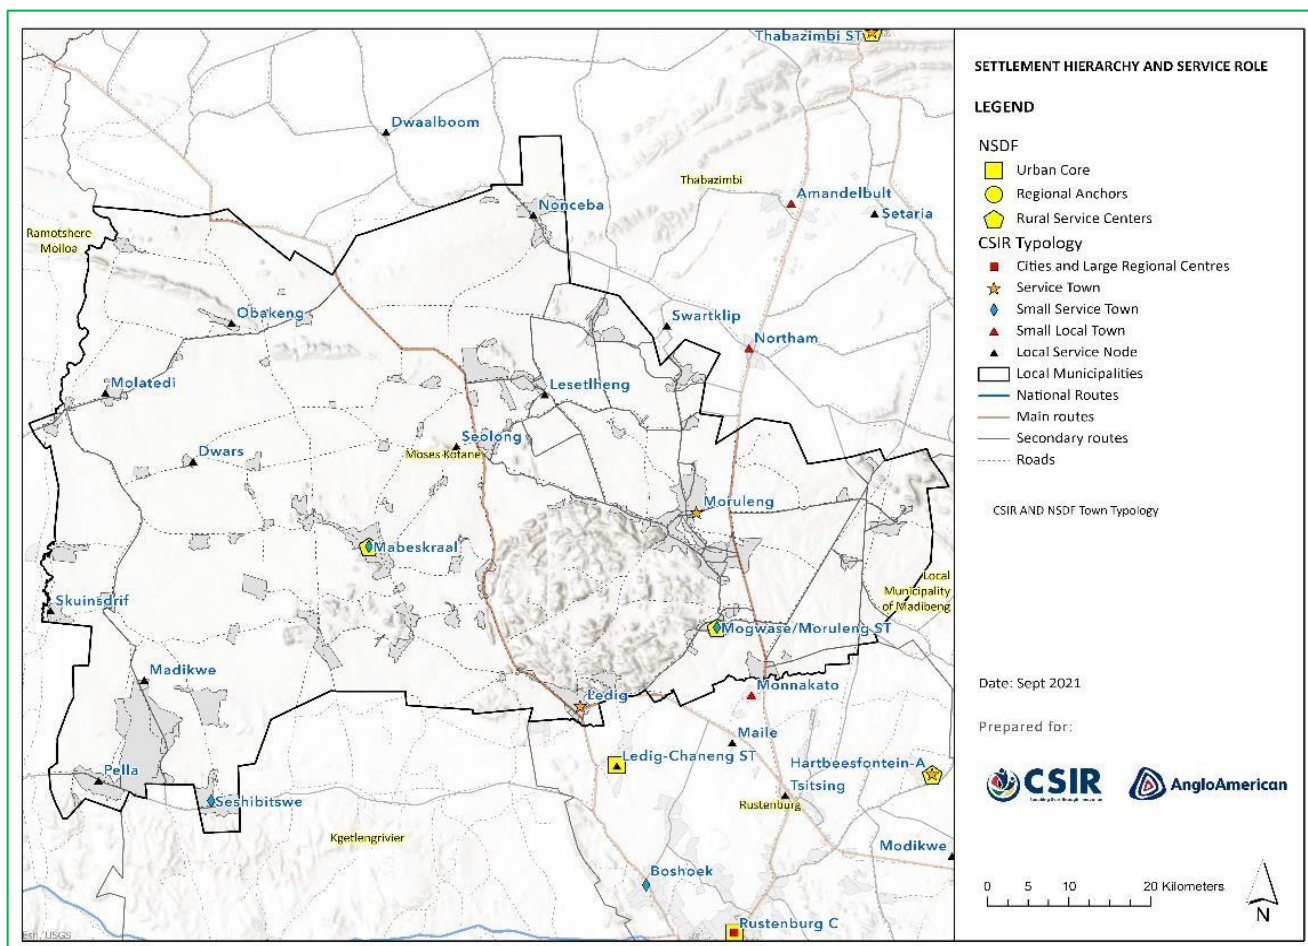 Thabazimbi ST
Dwaalboom
Thabazimbi
Amandelbult
Nonceba
Setaria
Ramotshere
Moiloa
Obakeng
Swartklip
Northam
Molatedi
Lesetlheng
Seolong
Moses Kotane
Dwars
Moruleng
Mabeskraal
Local
Municipality
of Madibeng
Skuinsdrif
Mogwase/Moruleng ST
Madikwe
Ledig
Monnakato
Maile
Ledig-Chaneng ST
Hartbeesfontein-A
Pella
Tsitsing
Seshibitswe
Rustenburg
Kgetlengrivier
Modikwe
Boshoek
Rustenburg C
Esri, USGS
SETTLEMENT HIERARCHY AND SERVICE ROLE
LEGEND
NSDF
Urban Core
Regional Anchors
Rural Service Centers
CSIR Typology
Cities and Large Regional Centres
Service Town
Small Service Town
Small Local Town
Local Service Node
Local Municipalities
National Routes
Main routes
Secondary routes
Roads
CSIR AND NSDF Town Typology
Date: Sept 2021
Prepared for:
CSIR
AngloAmerican
0 5 10 20 Kilometers
N